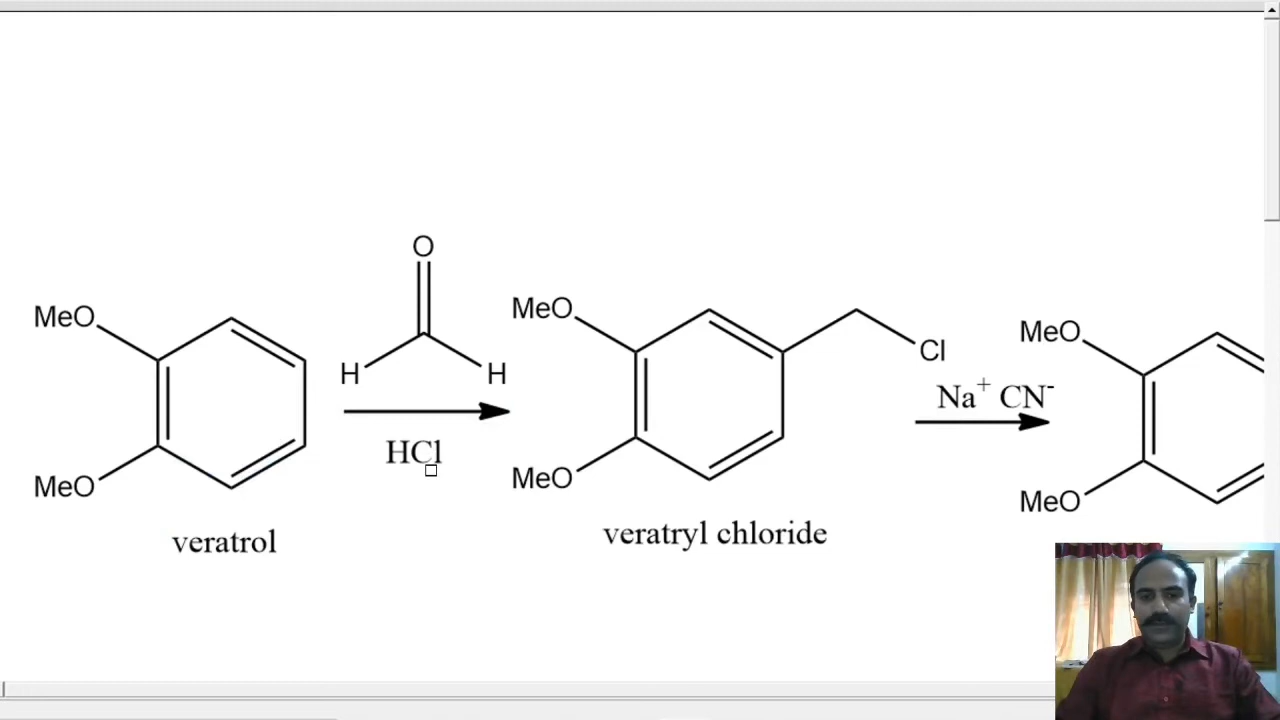 O
MeO
H
H
HCl
MeO
veratrol
MeO
Cl
MeO
veratryl chloride
Na+ CN-
MeO
MeO